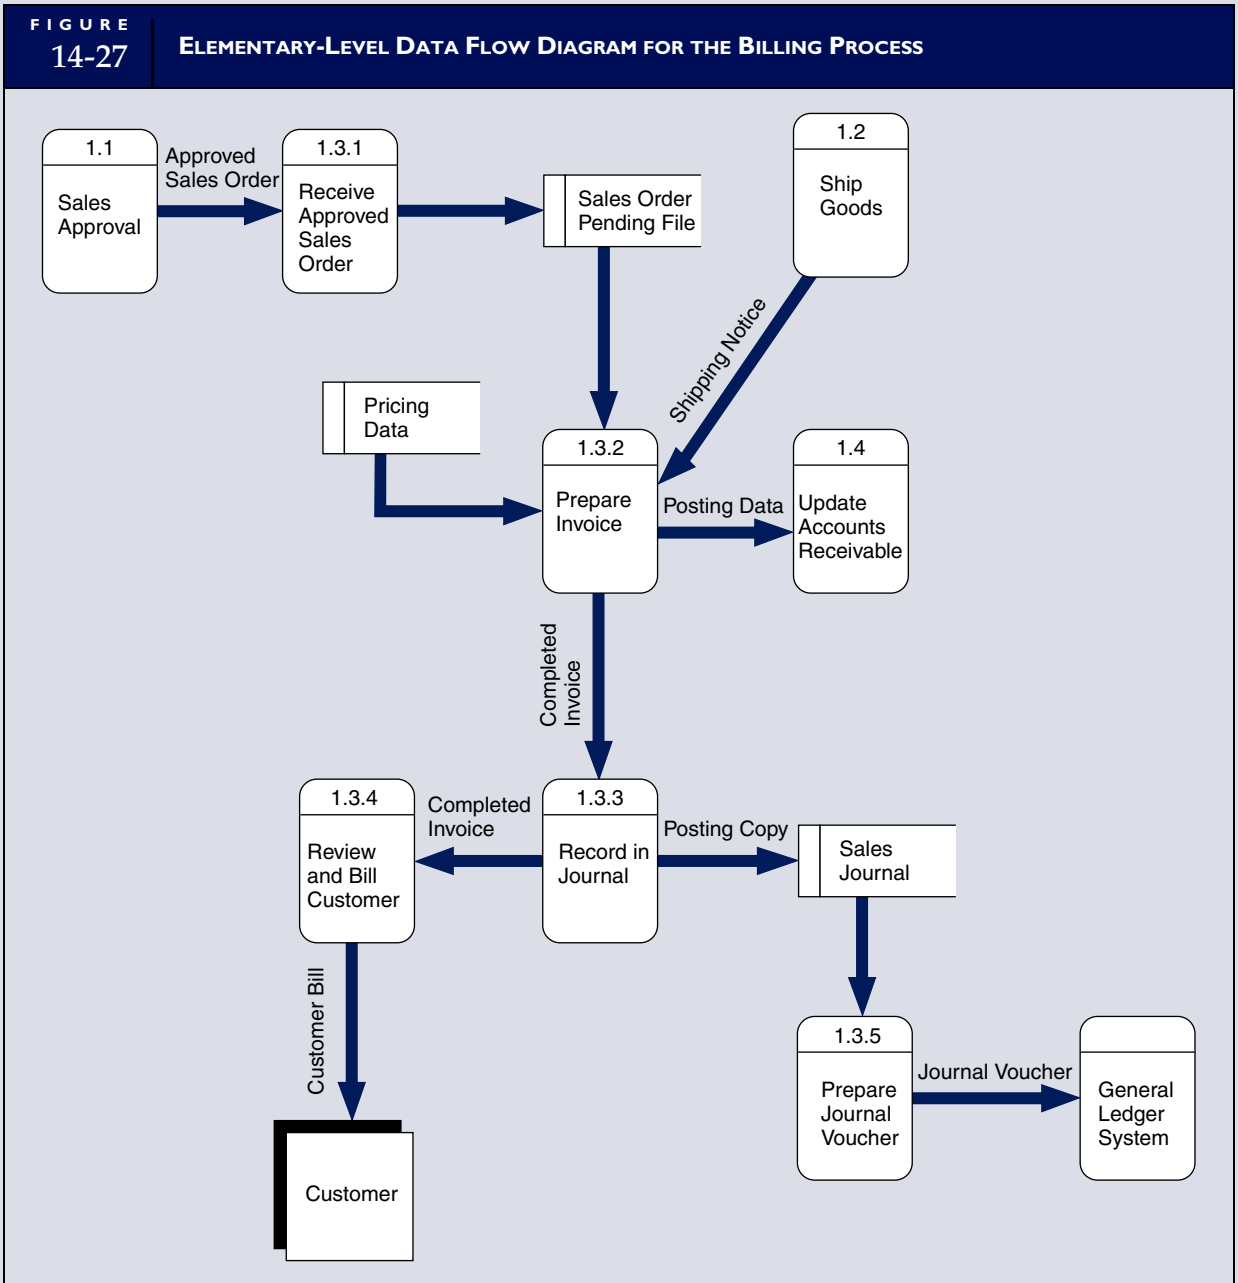 FIGURE
14-27
ELEMENTARY-LEVEL DATA FLOW DIAGRAM FOR THE BILLING PROCESS
1.1
Sales
Approval
Approved
Sales Order
1.3.1
Receive
Approved
Sales
Order
Sales Order
Pending File
1.2
Ship
Goods
Shipping Notice
Pricing
Data
1.3.2
Prepare
Invoice
Posting Data
1.4
Update
Accounts
Receivable
Completed
Invoice
1.3.4
Review
and Bill
Customer
Completed
Invoice
1.3.3
Record in
Journal
Posting Copy
Sales
Journal
Customer Bill
1.3.5
Prepare
Journal
Voucher
Journal Voucher
General
Ledger
System
Customer